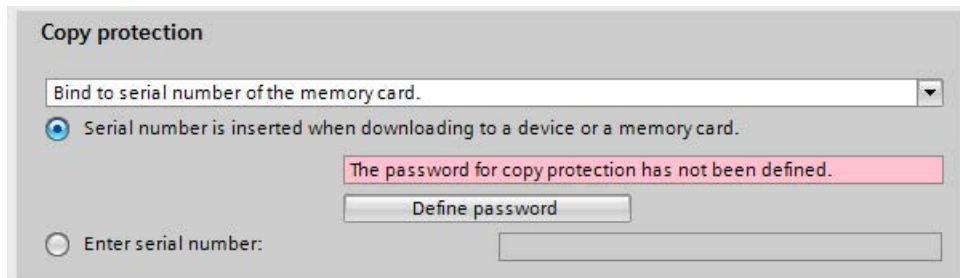 Copy protection
Bind to serial number of the memory card.
Serial number is inserted when downloading to a device or a memory card.
The password for copy protection has not been defined.
Define password
Enter serial number: